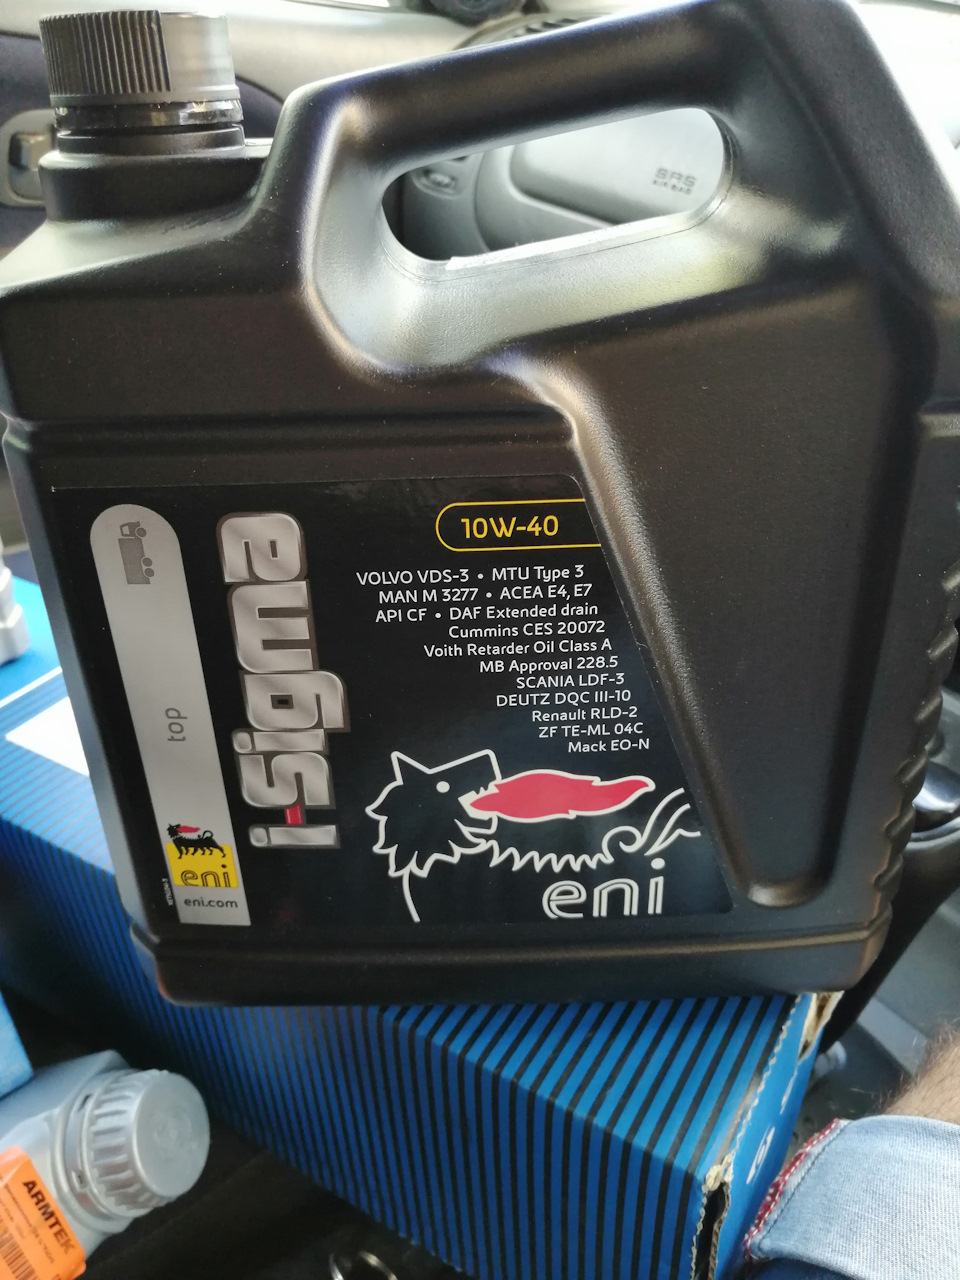 SRS
AIRBAG
10W-40
VOLVO VDS-3 • MTU Type 3
MAN M 3277 • ACEA E4, E7
API CF • DAF Extended drain
Cummins CES 20072
Voith Retarder Oil Class A
MB Approval 228.5
SCANIA LDF-3
DEUTZ DQC III-10
Renault RLD-2
ZF TE-ML 04C
Mack EO-N
i-sigma
top
eni
eni.com
eni
ARMTEK